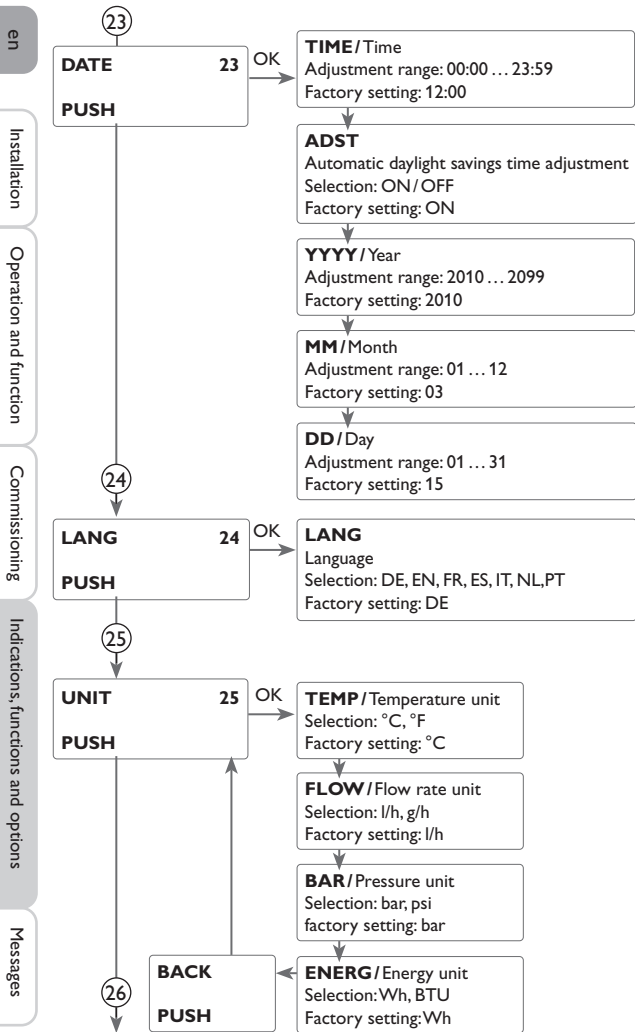 en
Installation
Operation and function
Commissioning
Indications, functions and options
Messages
23
DATE 23
PUSH
OK
TIME / Time
Adjustment range: 00:00 … 23:59
Factory setting: 12:00
ADST
Automatic daylight savings time adjustment
Selection: ON / OFF
Factory setting: ON
YYYY / Year
Adjustment range: 2010 … 2099
Factory setting: 2010
MM / Month
Adjustment range: 01 … 12
Factory setting: 03
DD / Day
Adjustment range: 01 … 31
Factory setting: 15
24
LANG 24
PUSH
OK
LANG
Language
Selection: DE, EN, FR, ES, IT, NL,PT
Factory setting: DE
25
UNIT 25
PUSH
OK
TEMP / Temperature unit
Selection: °C, °F
Factory setting: °C
FLOW / Flow rate unit
Selection: l/h, g/h
Factory setting: l/h
BAR / Pressure unit
Selection: bar, psi
factory setting: bar
ENERG / Energy unit
Selection: Wh, BTU
Factory setting: Wh
BACK
PUSH
26